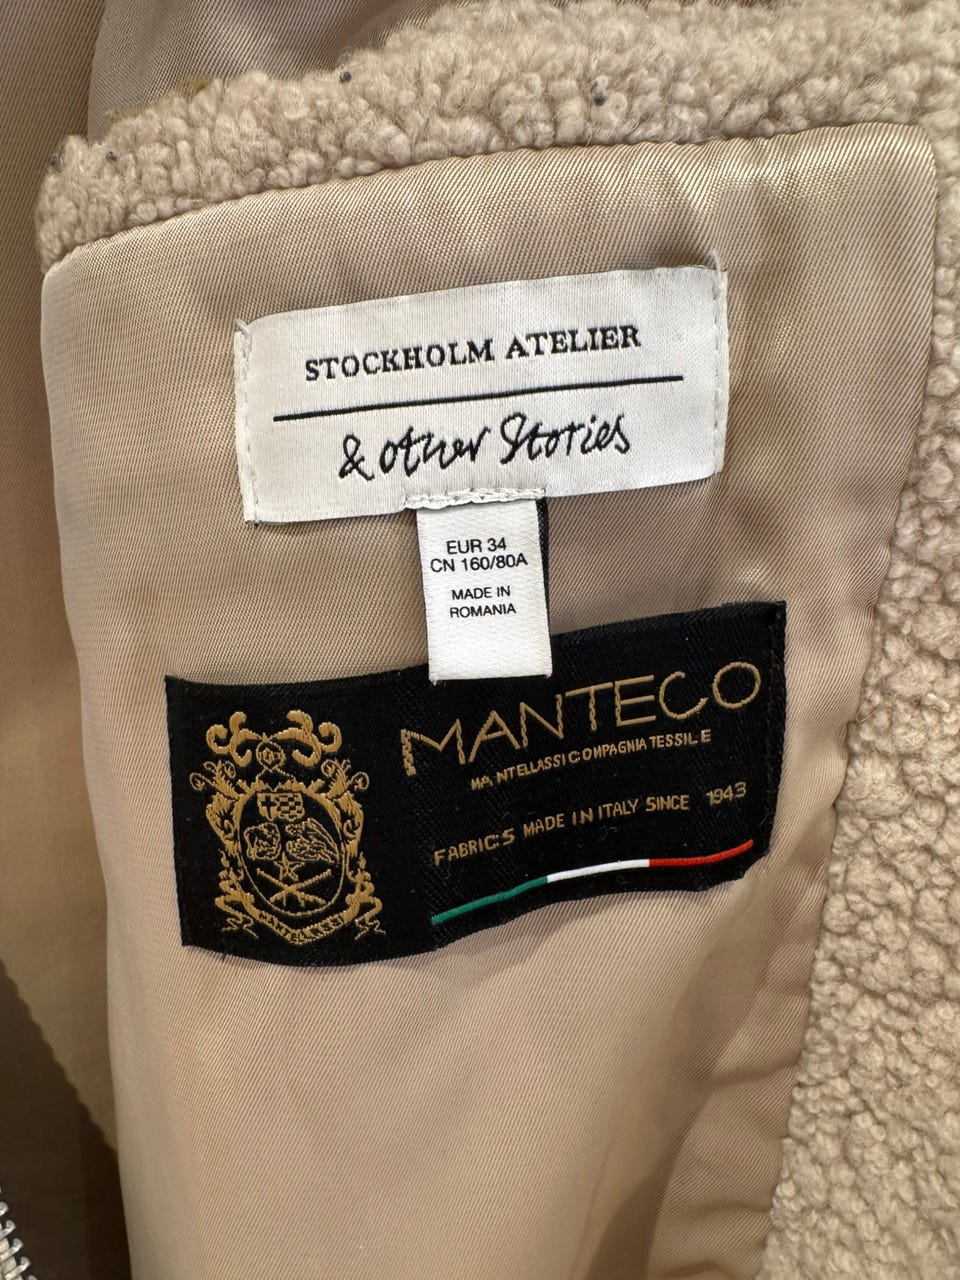 STOCKHOLM ATELIER
& other Stories
EUR 34
CN 160/80A
MADE IN
ROMANIA
MANTECO
MANTELLASSI COMPAGNIA TESSILE
FABRICS MADE IN ITALY SINCE 1943